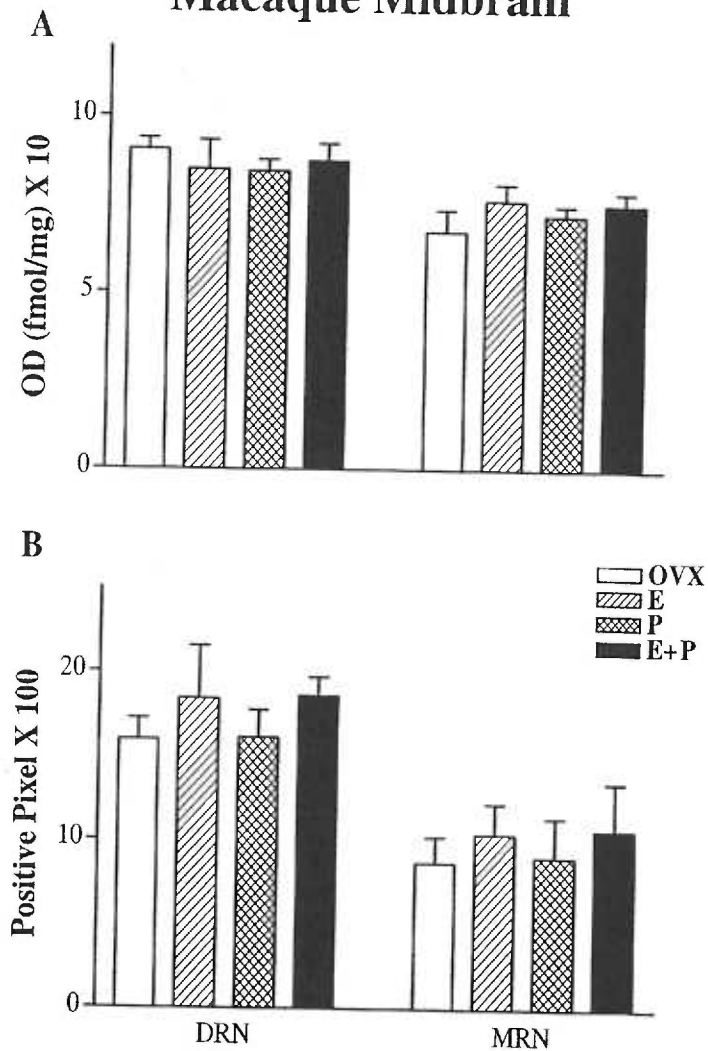 Macaque Midbrain
A
10
5
0
OD (fmol/mg) X 10
B
OVX
E
P
E+P
20
10
0
Positive Pixel X 100
DRN
MRN